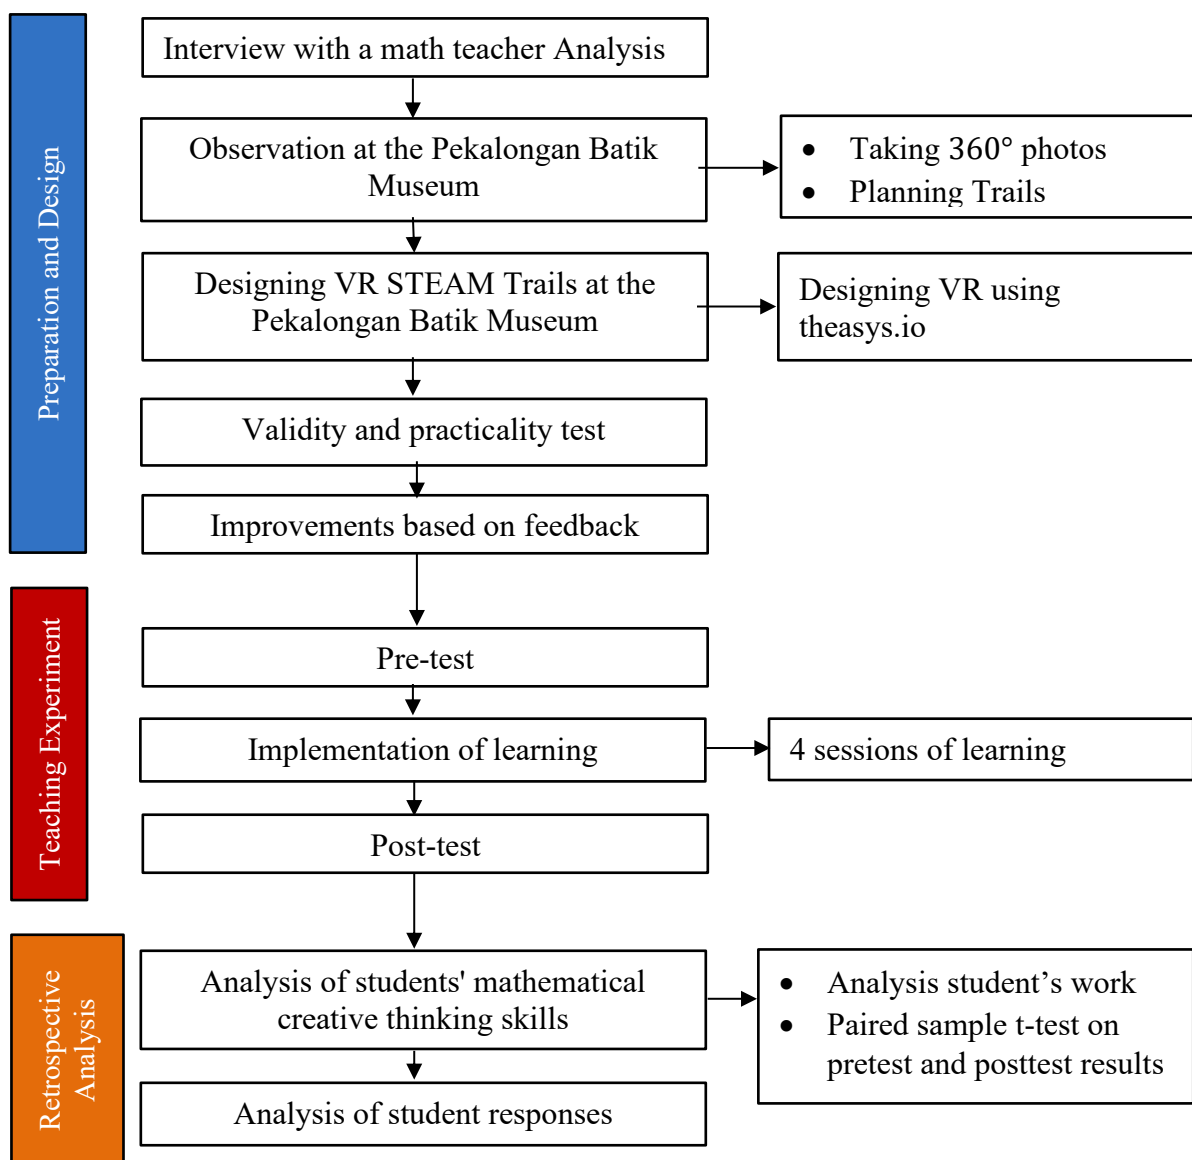 Preparation and Design
Interview with a math teacher Analysis
Observation at the Pekalongan Batik
Museum
• Taking 360° photos
• Planning Trails
Designing VR STEAM Trails at the
Pekalongan Batik Museum
Designing VR using
theasys.io
Validity and practicality test
Improvements based on feedback
Teaching Experiment
Pre-test
Implementation of learning
4 sessions of learning
Post-test
Retrospective
Analysis
Analysis of students' mathematical
creative thinking skills
• Analysis student’s work
• Paired sample t-test on
pretest and posttest results
Analysis of student responses